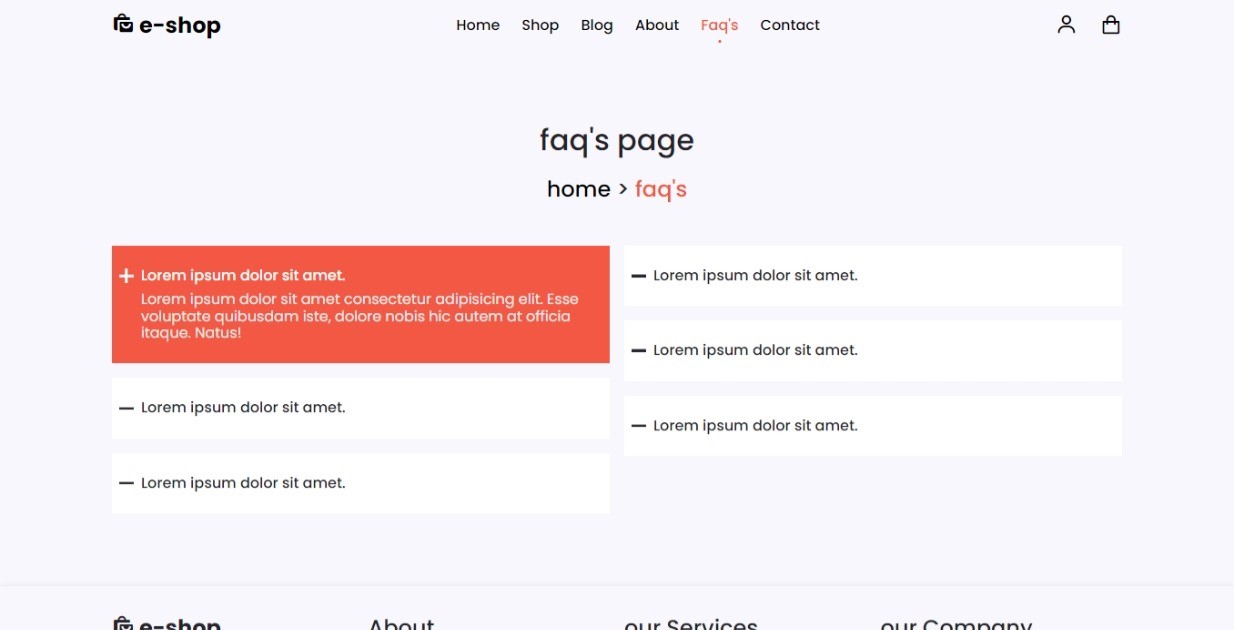 e-shop
Home Shop Blog About Faq's Contact
faq's page
home > faq's
Lorem ipsum dolor sit amet.
Lorem ipsum dolor sit amet consectetur adipisicing elit. Esse
voluptate quibusdam iste, dolore nobis hic autem at officia
itaque. Natus!
Lorem ipsum dolor sit amet.
Lorem ipsum dolor sit amet.
Lorem ipsum dolor sit amet.
Lorem ipsum dolor sit amet.
Lorem ipsum dolor sit amet.
e-shop
About
our Services
our Company